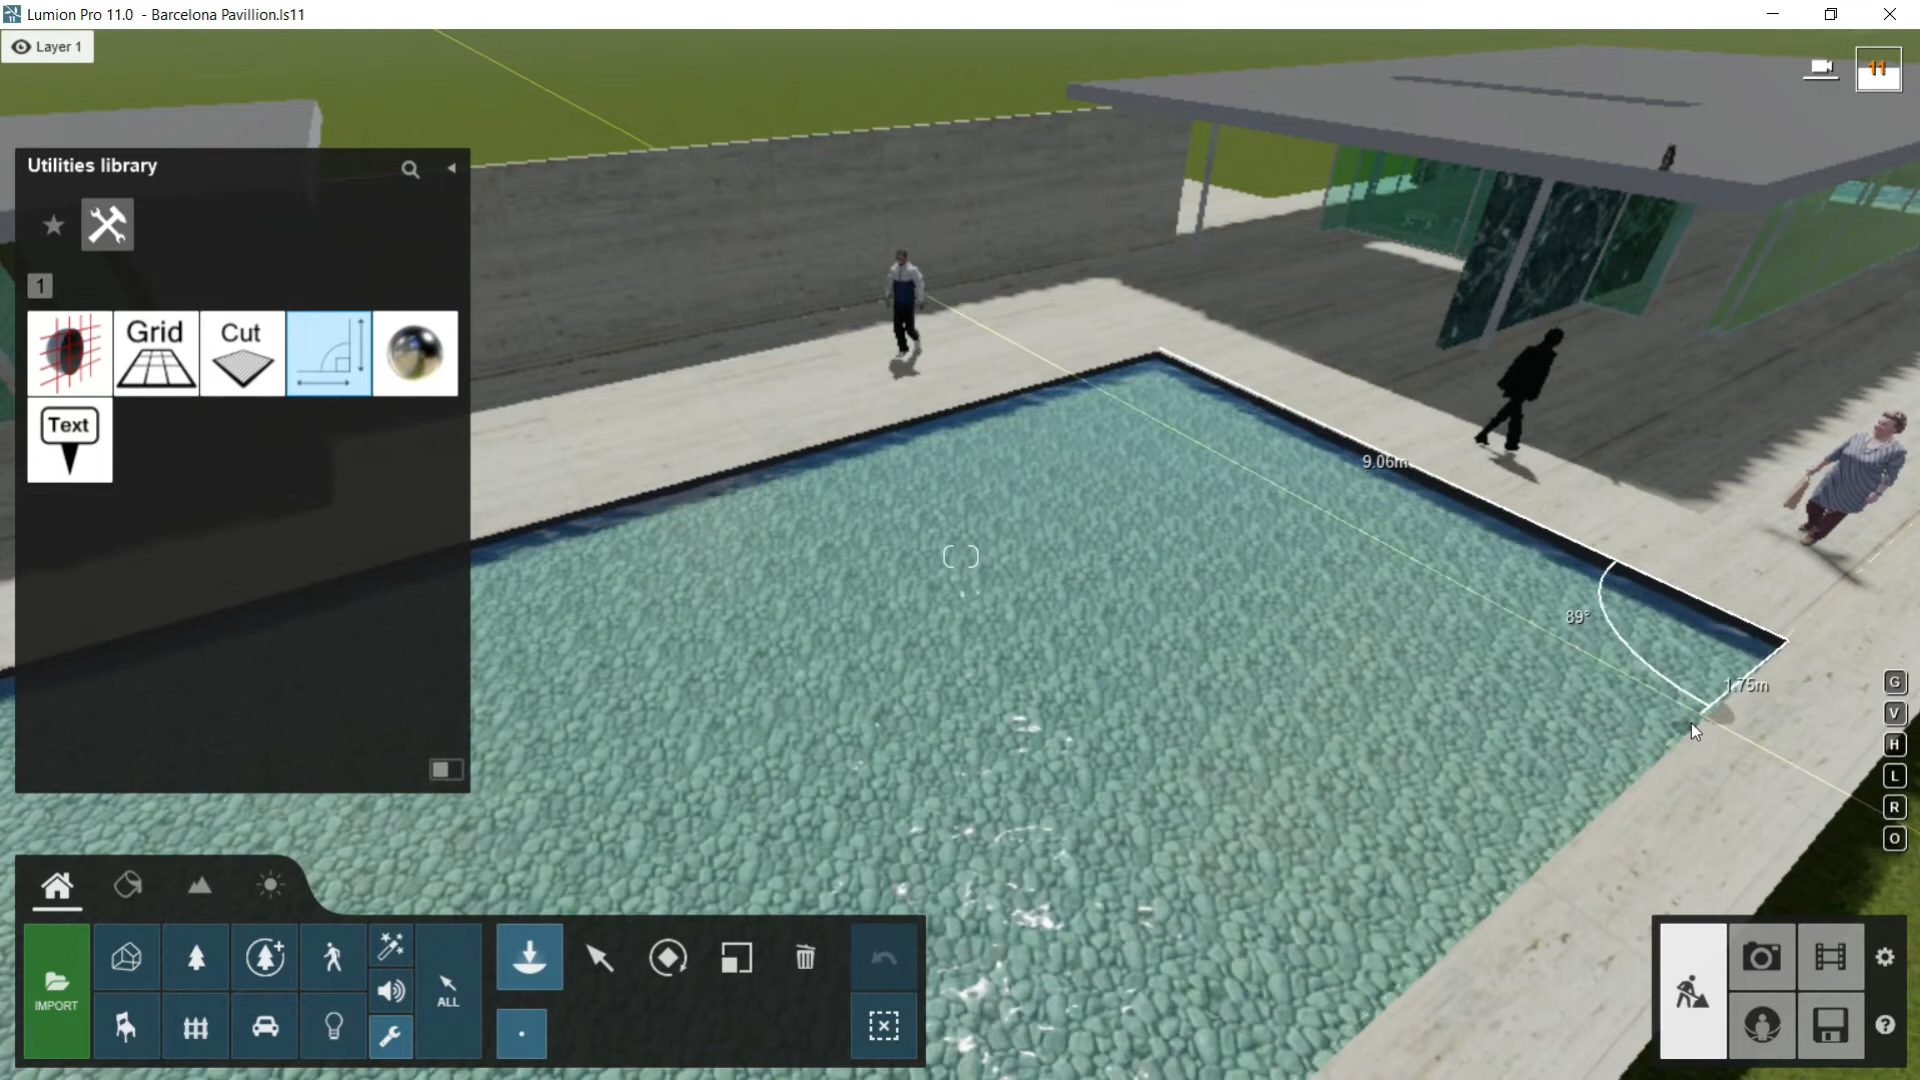 Lumion Pro 11.0 - Barcelona Pavillion.ls11
Layer 1
11
Utilities library
1
Grid
Cut
Text
9.06m
89°
1.75m
G
V
H
L
R
O
IMPORT
ALL
?